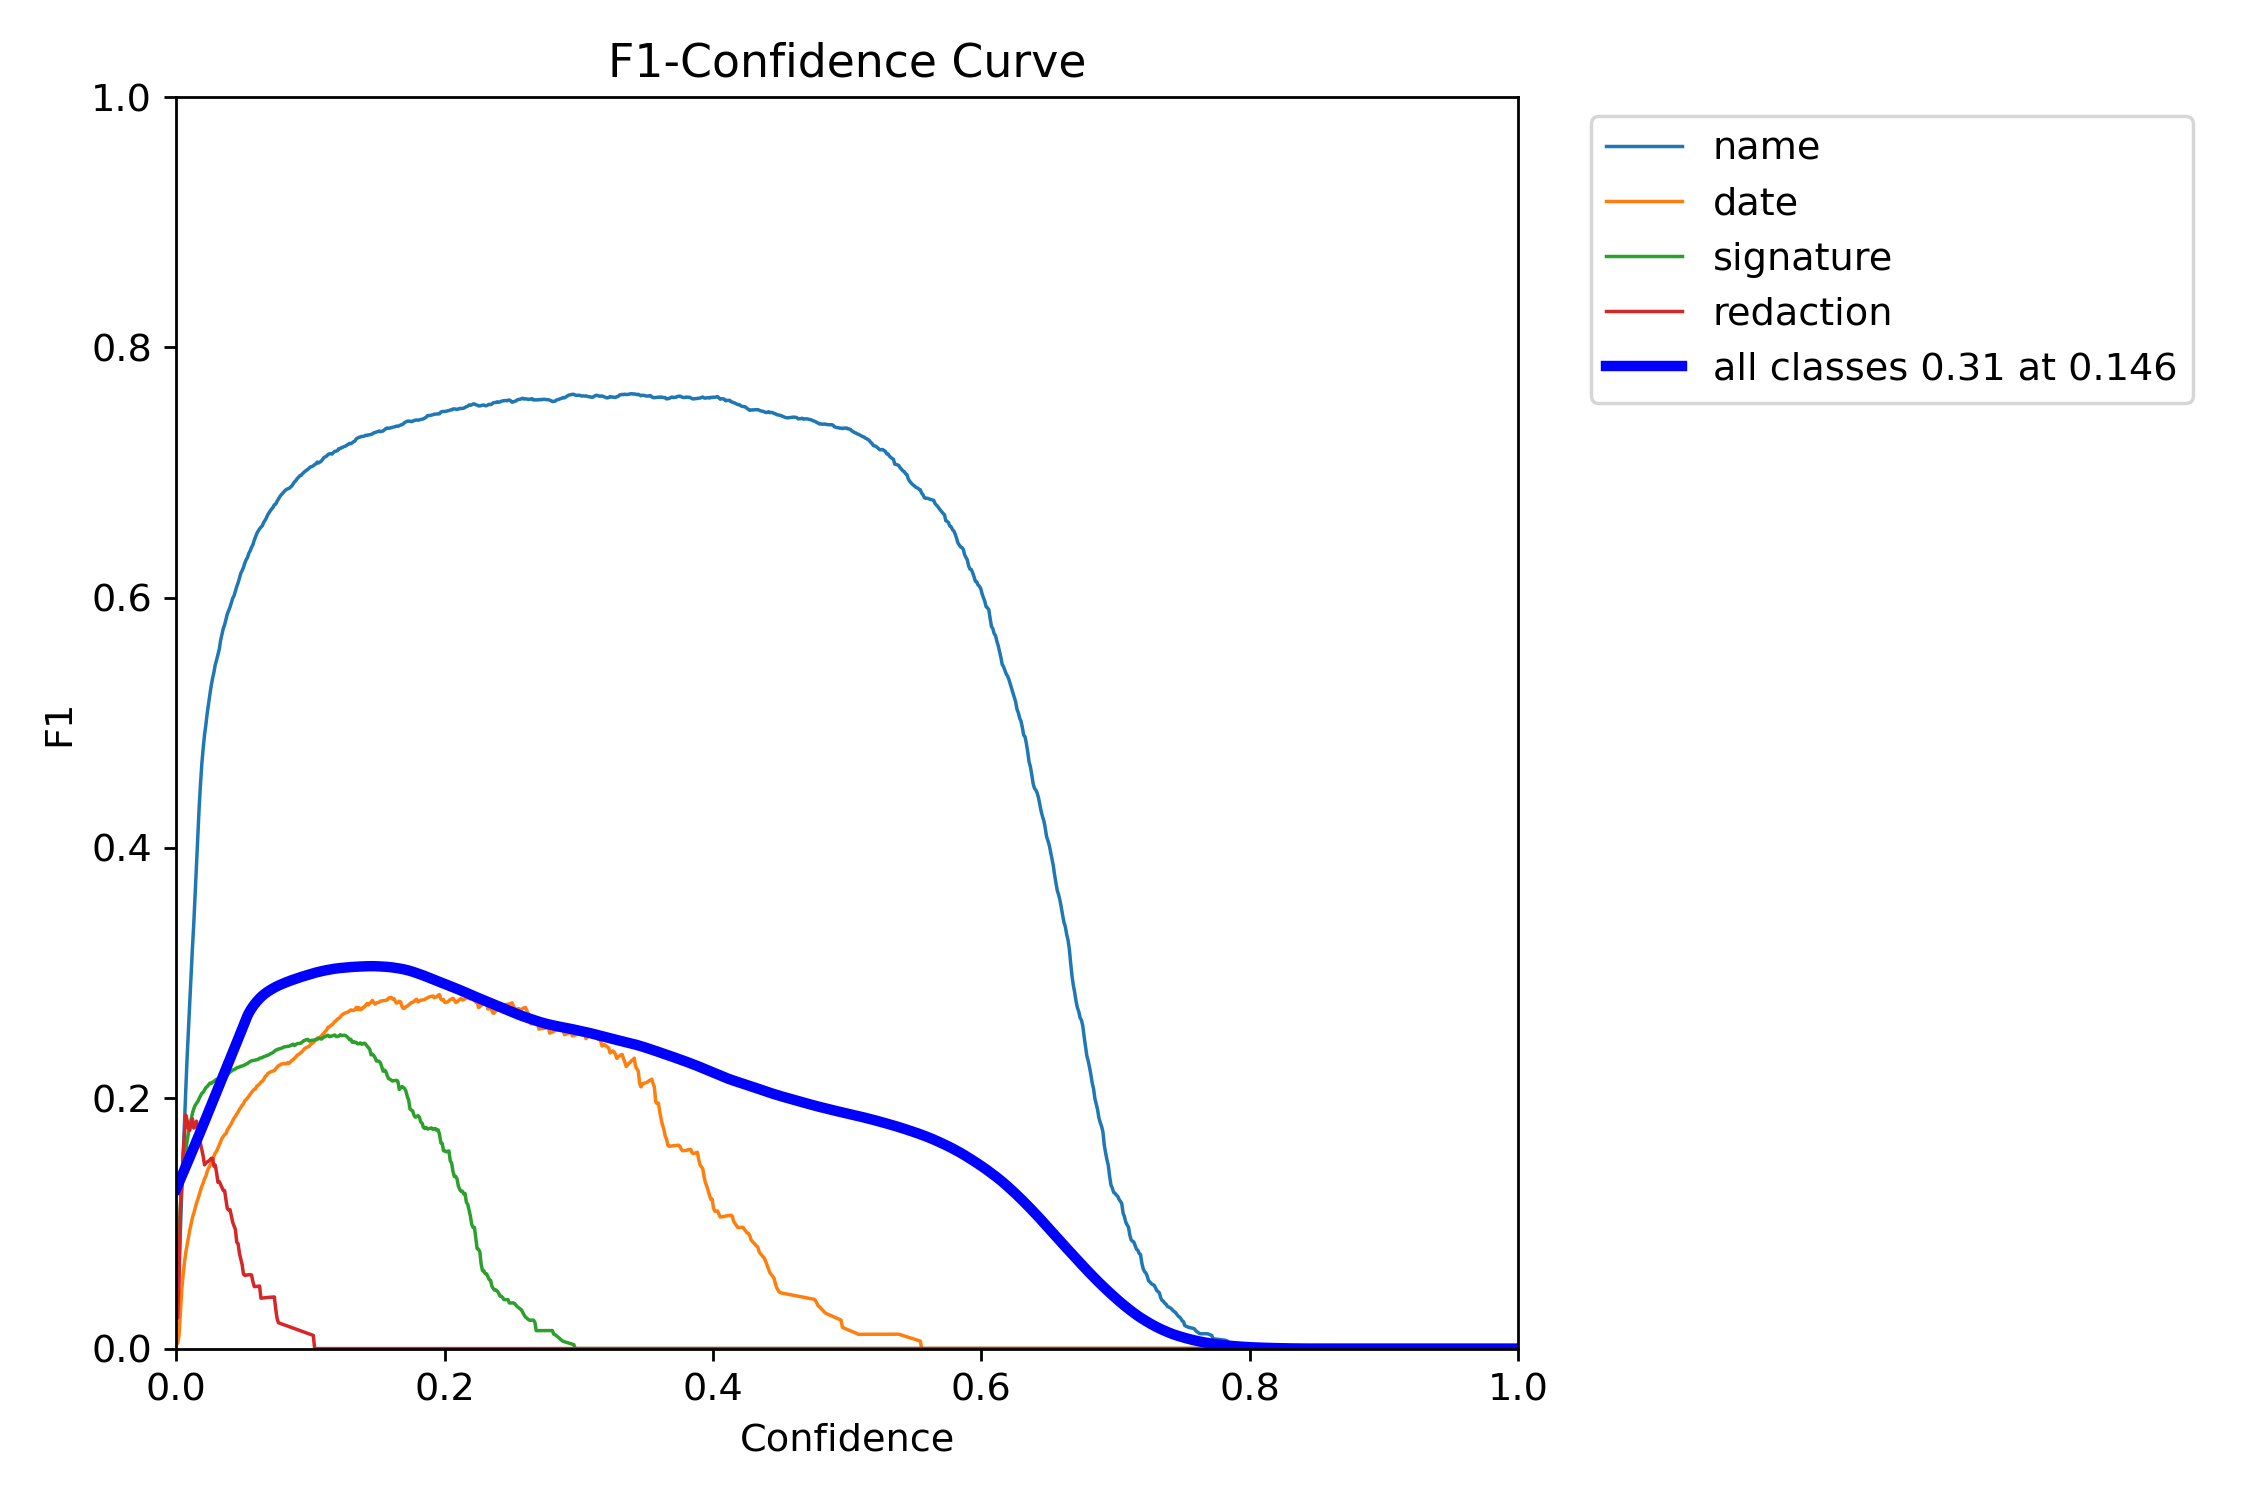 F1-Confidence Curve
1.0
0.8
0.6
0.4
0.2
0.0
F1
0.0 0.2 0.4 0.6 0.8 1.0
Confidence
name
date
signature
redaction
all classes 0.31 at 0.146